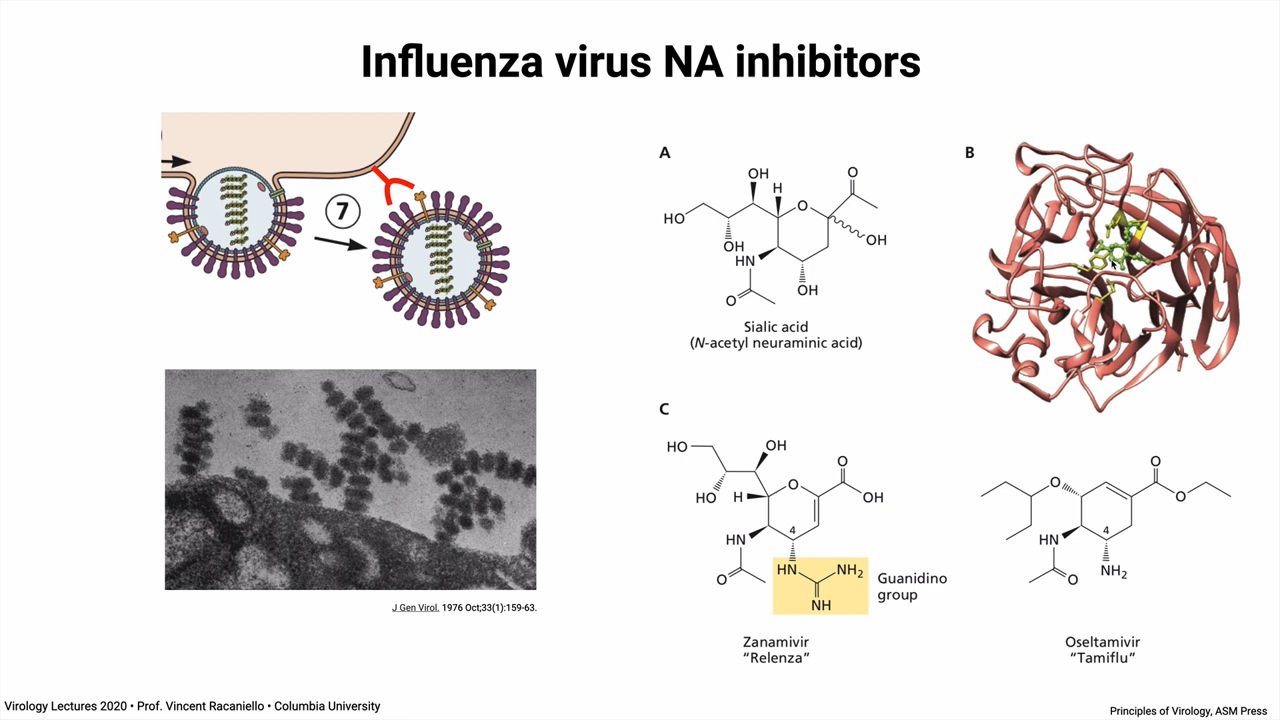 Influenza virus NA inhibitors
7
J Gen Virol. 1976 Oct;33(1):159-63.
A
OH
H
O
O
HO
OH
OH
HN
O
OH
Sialic acid
(N-acetyl neuraminic acid)
B
C
HO
OH
O
HO
H
O
OH
4
HN
O
HN
NH2
NH
Guanidino
group
Zanamivir
“Relenza”
O
O
O
4
HN
O
NH2
Oseltamivir
“Tamiflu”
Virology Lectures 2020 • Prof. Vincent Racaniello • Columbia University
Principles of Virology, ASM Press